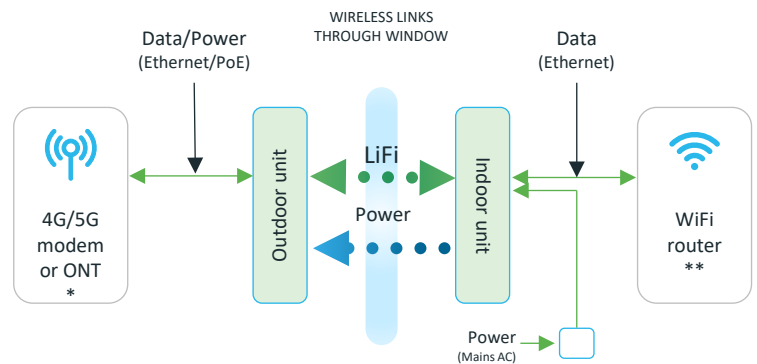 WIRELESS LINKS
THROUGH WINDOW
Data/Power
(Ethernet/PoE)
Data
(Ethernet)
4G/5G
modem
or ONT
*
Outdoor unit
LiFi
Power
Indoor unit
WiFi
router
**
Power
(Mains AC)